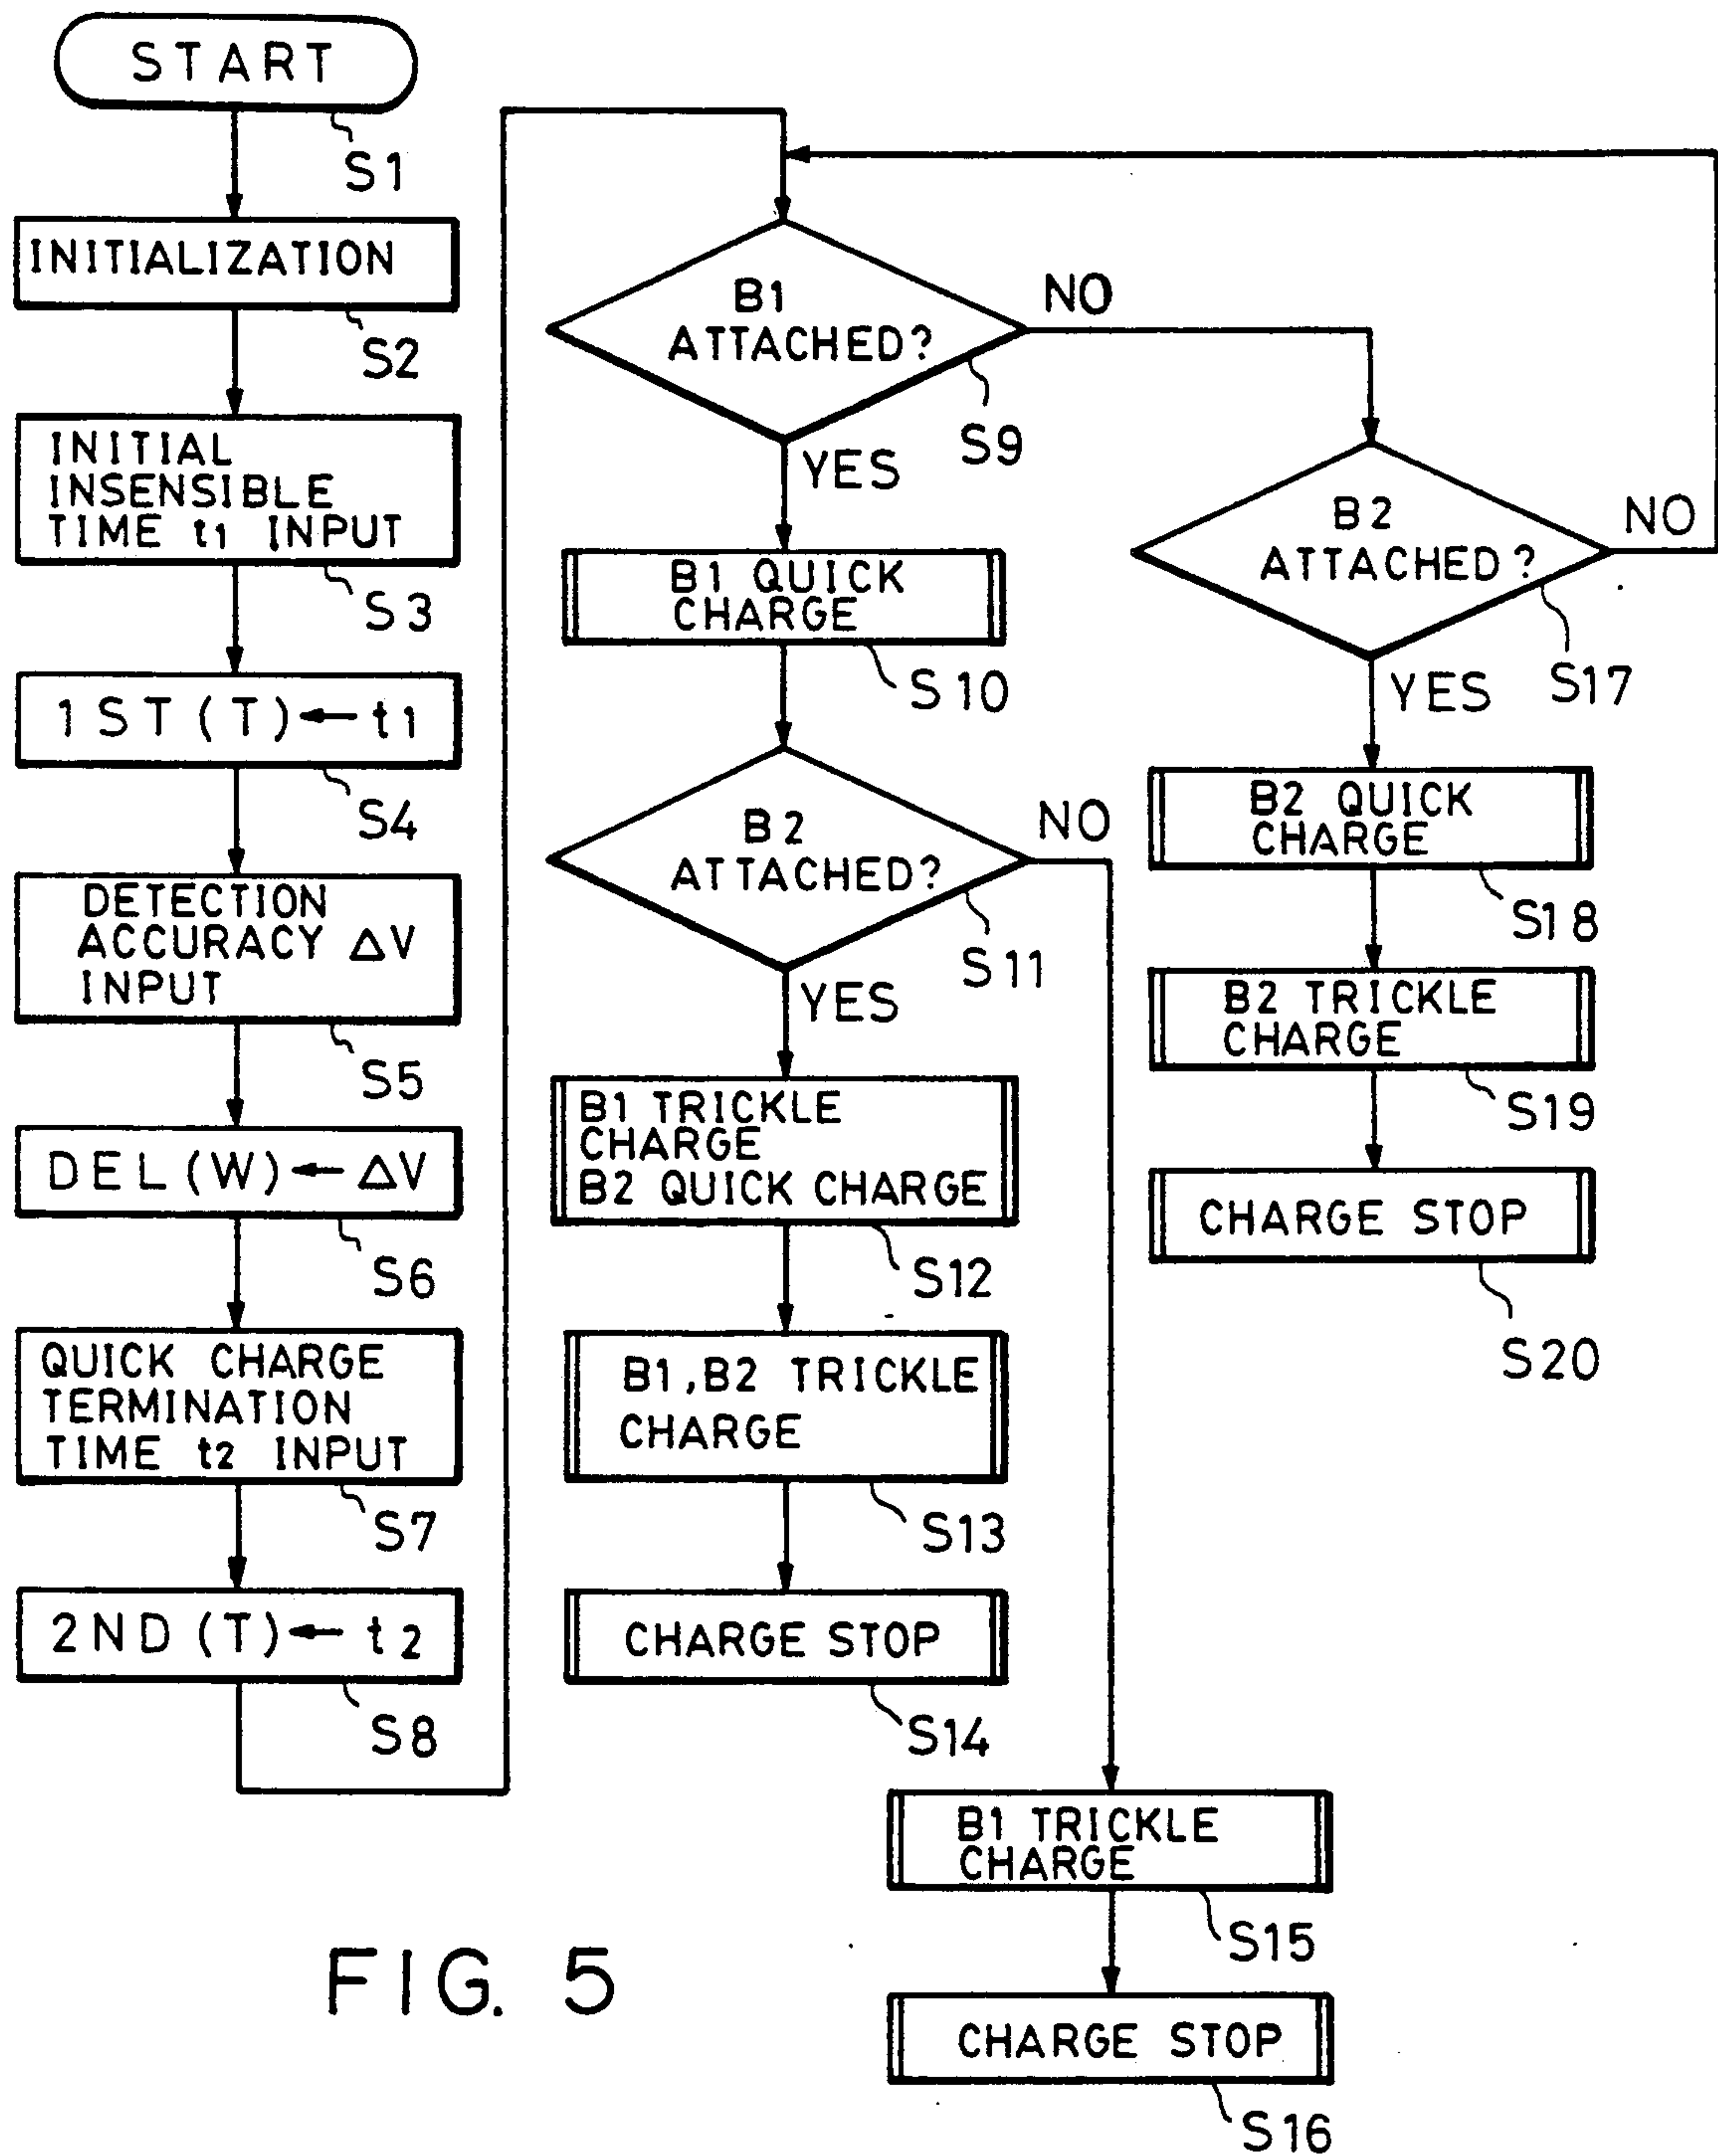 START
S1
INITIALIZATION
S2
INITIAL
INSENSIBLE
TIME t1 INPUT
S3
1ST(T)←t1
S4
DETECTION
ACCURACY ΔV
INPUT
S5
DEL(W)←ΔV
S6
QUICK CHARGE
TERMINATION
TIME t2 INPUT
S7
2ND(T)←t2
S8
B1
ATTACHED?
NO
S9
YES
B1 QUICK
CHARGE
S10
B2
ATTACHED?
NO
S11
YES
B1 TRICKLE
CHARGE
B2 QUICK CHARGE
S12
B1,B2 TRICKLE
CHARGE
S13
CHARGE STOP
S14
B1 TRICKLE
CHARGE
S15
CHARGE STOP
S16
B2
ATTACHED?
NO
S17
YES
B2 QUICK
CHARGE
S18
B2 TRICKLE
CHARGE
S19
CHARGE STOP
S20
FIG. 5